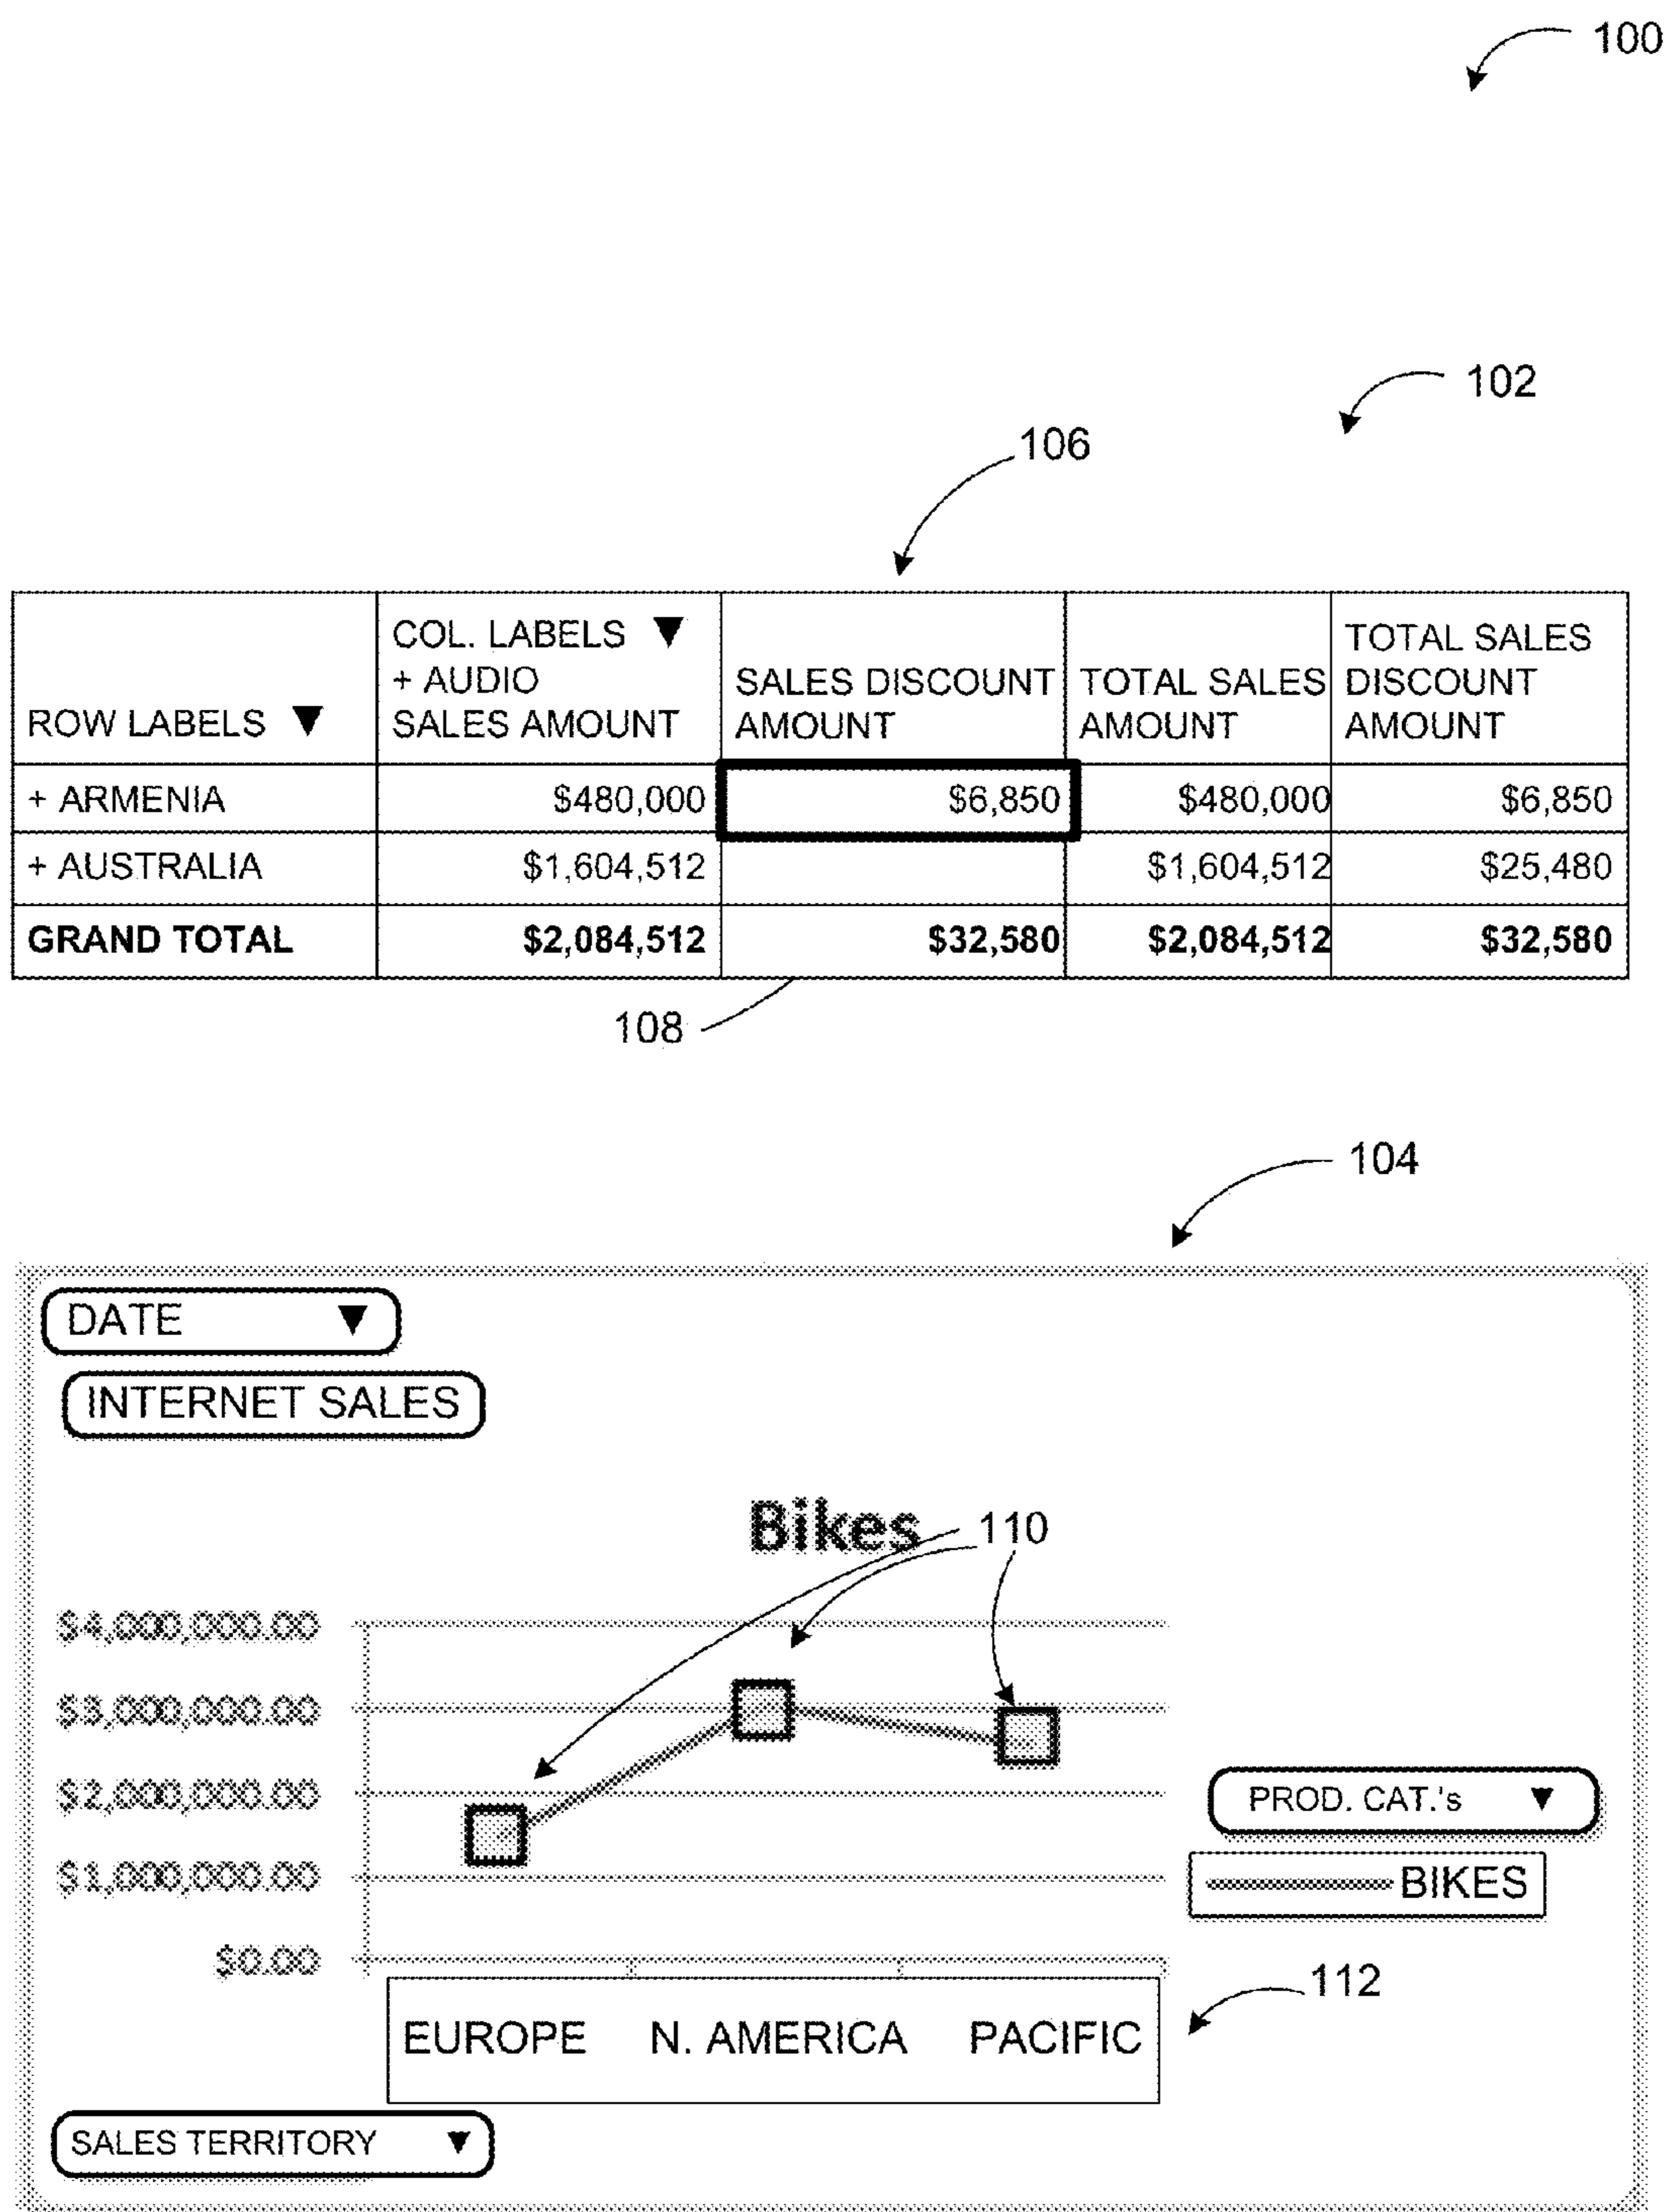 100
102
106
ROW LABELS ▼
COL. LABELS ▼
+ AUDIO
SALES AMOUNT
SALES DISCOUNT
AMOUNT
TOTAL SALES
AMOUNT
TOTAL SALES
DISCOUNT
AMOUNT
+ ARMENIA $480,000 $6,850 $480,000 $6,850
+ AUSTRALIA $1,604,512 $1,604,512 $25,480
GRAND TOTAL $2,084,512 $32,580 $2,084,512 $32,580
108
104
DATE ▼
INTERNET SALES
Bikes
110
$4,000,000.00
$3,000,000.00
$2,000,000.00
$1,000,000.00
$0.00
PROD. CAT.'s ▼
BIKES
EUROPE N. AMERICA PACIFIC
112
SALES TERRITORY ▼